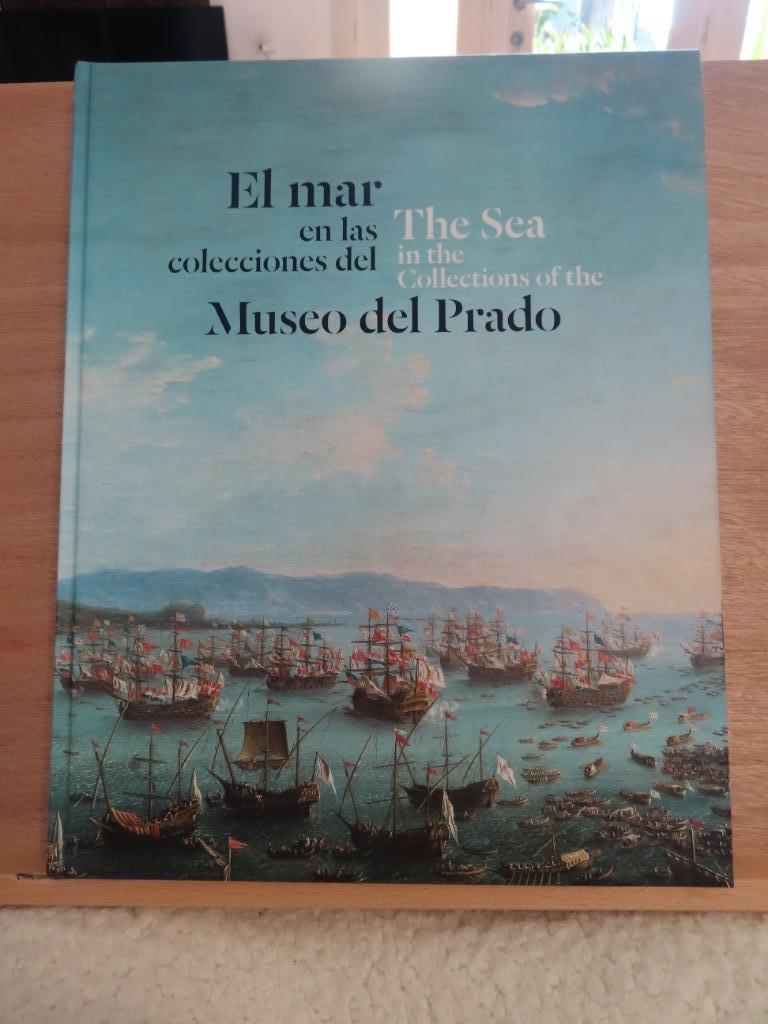 El mar
en las
colecciones del
The Sea
in the
Collections of the
Museo del Prado